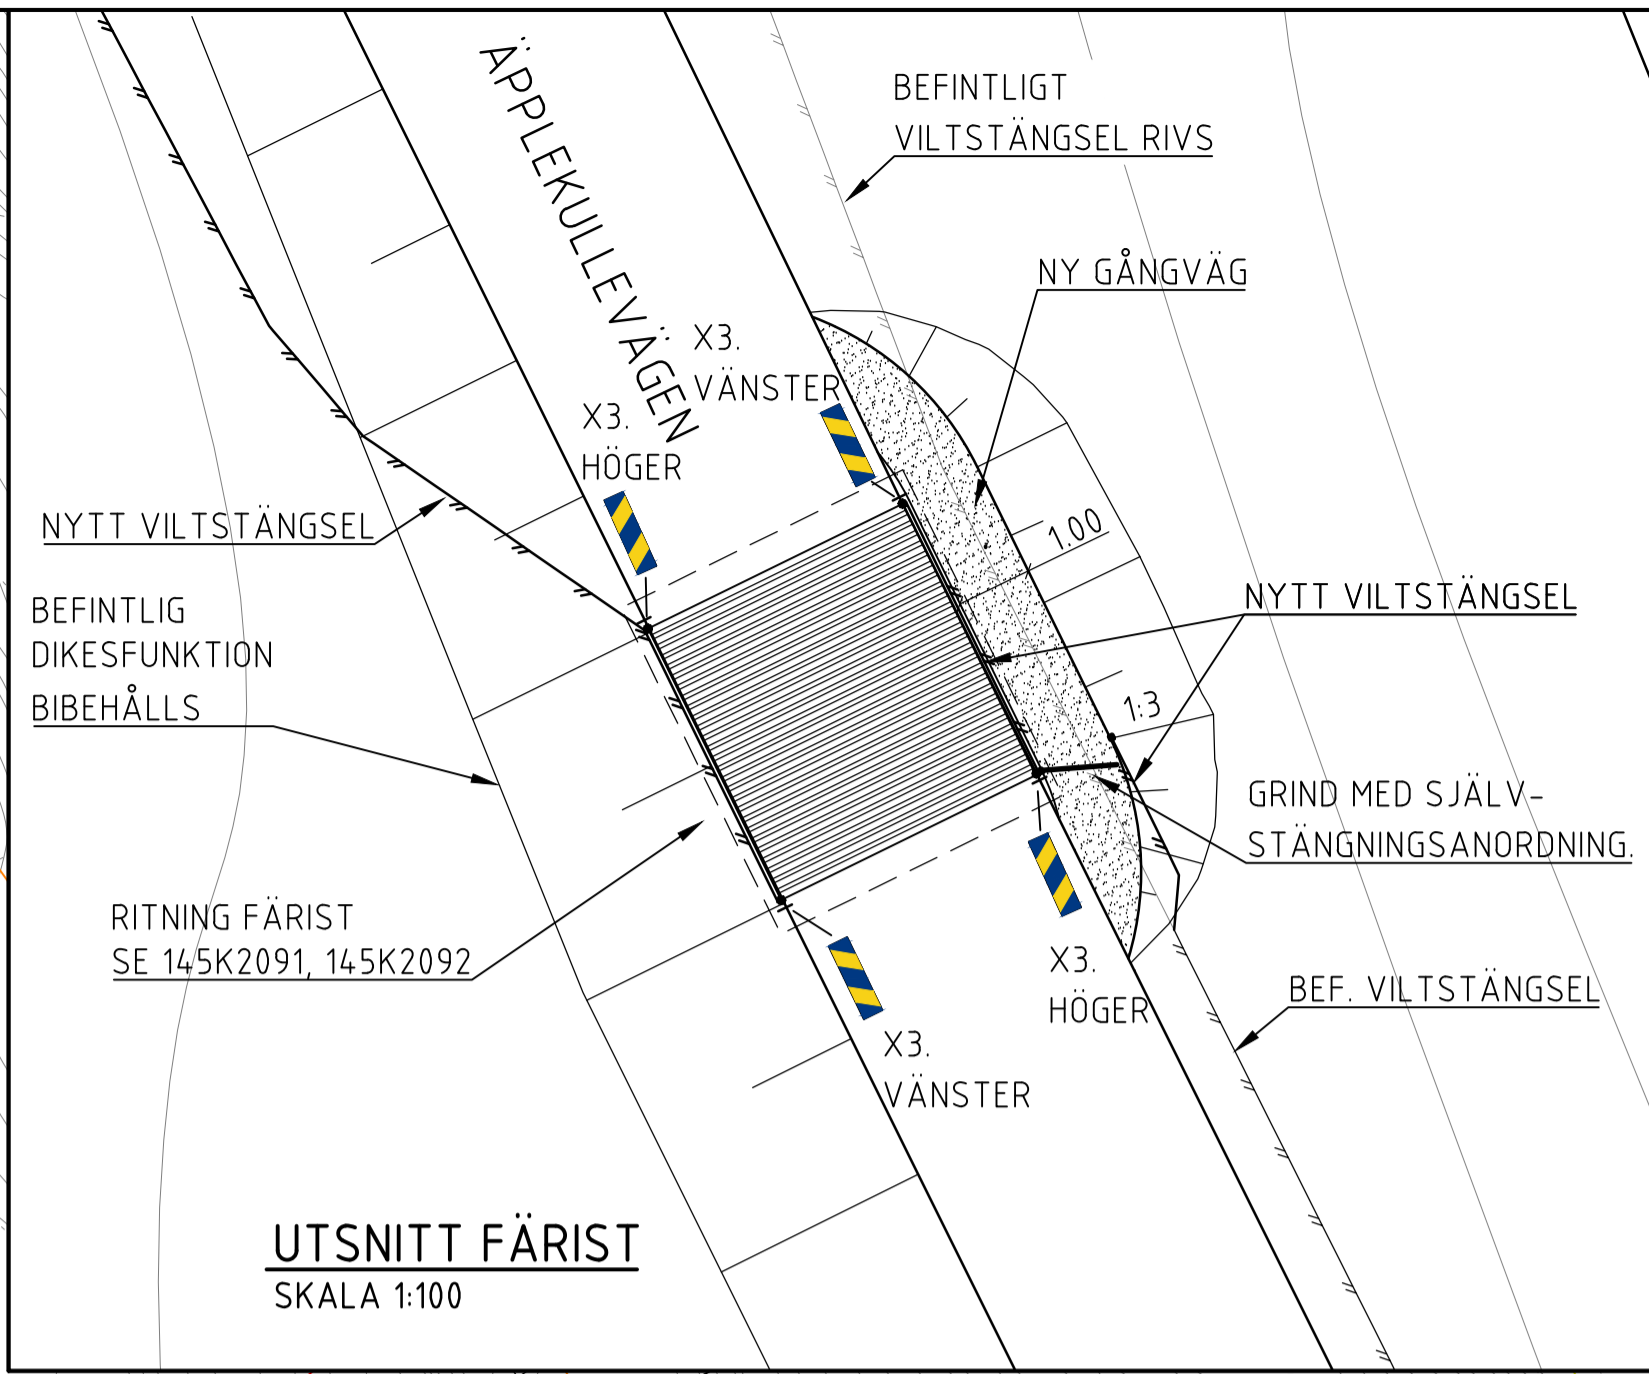 ÄPPLEKULLEVÄGEN
BEFINTLIGT
VILTSTÄNGSEL RIVS
NY GÅNGVÄG
X3.
VÄNSTER
X3.
HÖGER
NYTT VILTSTÄNGSEL
1.00
BEFINTLIG
DIKESFUNKTION
BIBEHÅLLS
NYTT VILTSTÄNGSEL
1:3
GRIND MED SJÄLV-
STÄNGNINGSANORDNING.
RITNING FÄRIST
SE 145K2091, 145K2092
X3.
HÖGER
BEF. VILTSTÄNGSEL
X3.
VÄNSTER
UTSNITT FÄRIST
SKALA 1:100